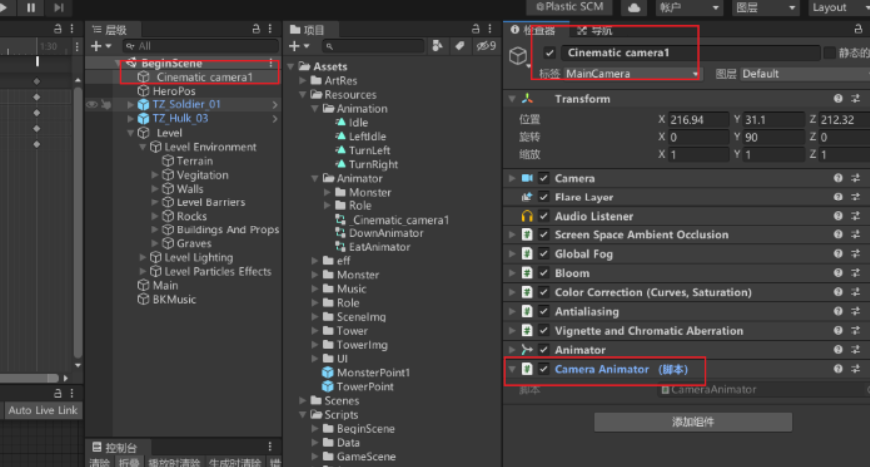 Plastic SCM 帐户 图层 Layout
1:30
Auto Live Link
层级
All
BeginScene
Cinematic camera1
HeroPos
TZ_Soldier_01
TZ_Hulk_03
Level
Level Environment
Terrain
Vegitation
Walls
Level Barriers
Rocks
Buildings And Props
Graves
Level Lighting
Level Particles Effects
Main
BKMusic
控制台
清除 折叠 播放时清除 生成时清除
项目
9
Assets
ArtRes
Resources
Animation
Idle
LeftIdle
TurnLeft
TurnRight
Animator
Monster
Role
_Cinematic_camera1
DownAnimator
EatAnimator
eff
Monster
Music
Role
SceneImg
Tower
TowerImg
UI
MonsterPoint1
TowerPoint
Scenes
Scripts
BeginScene
Data
GameScene
检查器 导航
Cinematic camera1 静态的
标签 MainCamera 图层 Default
Transform
位置 X 216.94 Y 31.1 Z 212.32
旋转 X 0 Y 90 Z 0
缩放 X 1 Y 1 Z 1
Camera
Flare Layer
Audio Listener
Screen Space Ambient Occlusion
Global Fog
Bloom
Color Correction (Curves, Saturation)
Antialiasing
Vignette and Chromatic Aberration
Animator
Camera Animator (脚本)
脚本 CameraAnimator
添加组件